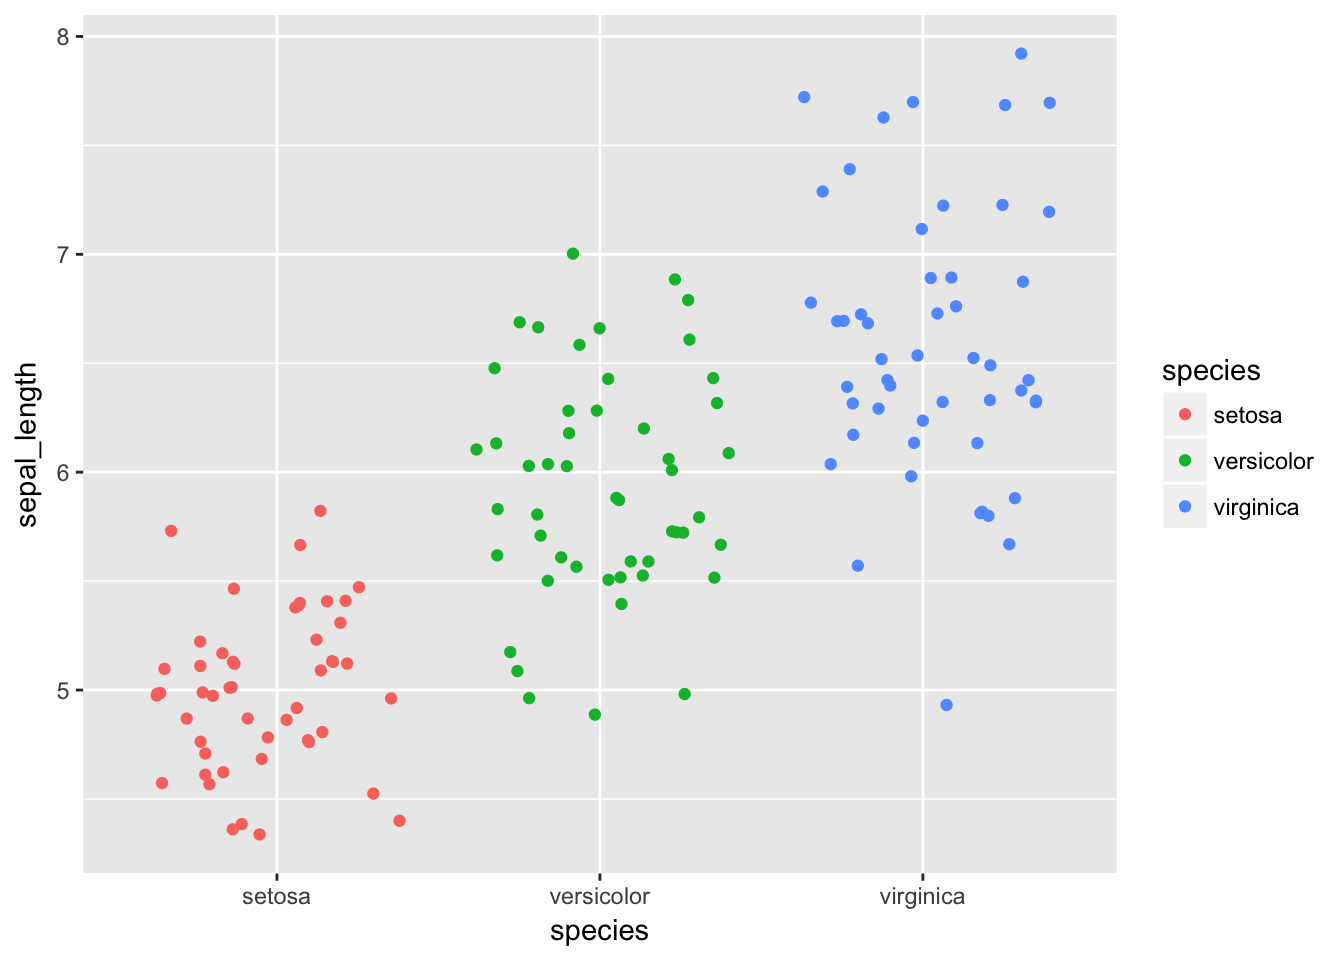 8
7
6
5
sepal_length
setosa
versicolor
virginica
species
species
setosa
versicolor
virginica